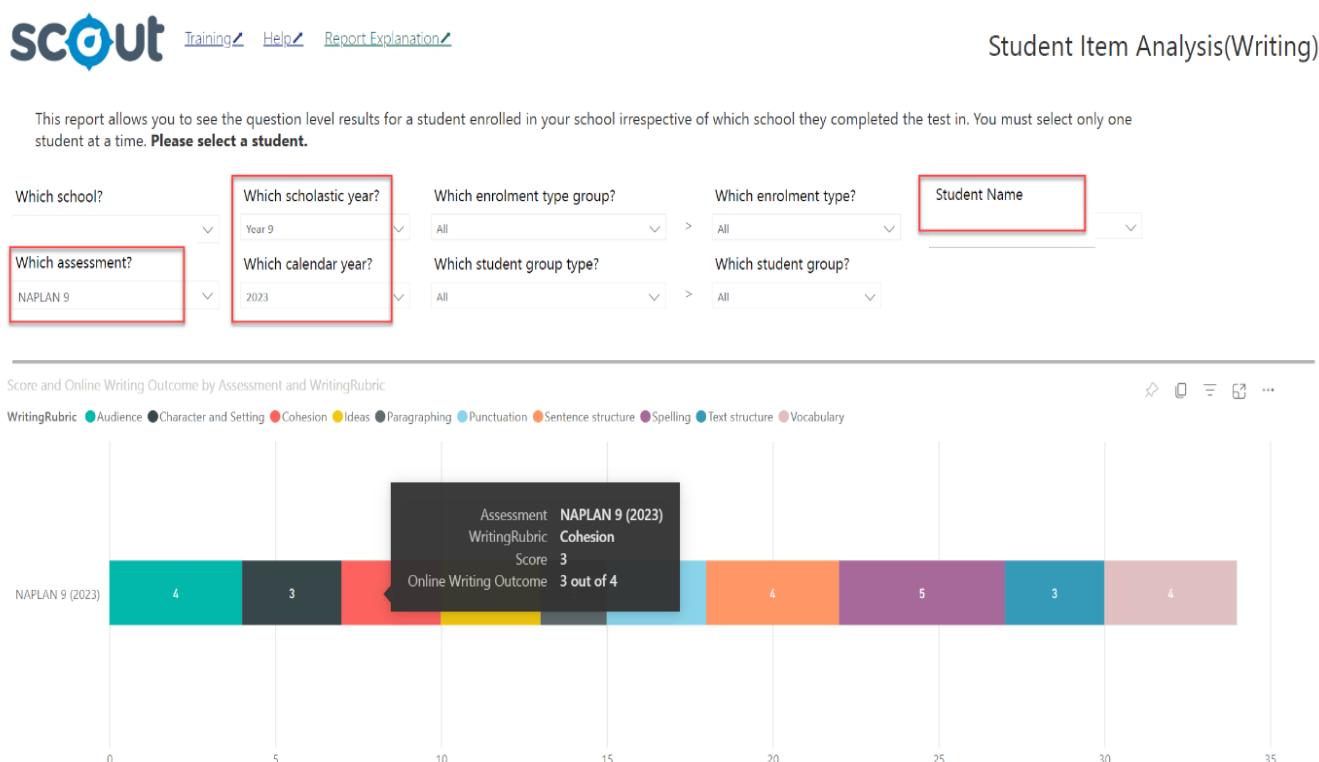 scout
Training Help Report Explanation
Student Item Analysis(Writing)
This report allows you to see the question level results for a student enrolled in your school irrespective of which school they completed the test in. You must select only one
student at a time. Please select a student.
Which school? Which scholastic year? Which enrolment type group? Which enrolment type? Student Name
Year 9 All > All
Which assessment? Which calendar year? Which student group type? Which student group?
NAPLAN 9 2023 All > All
Score and Online Writing Outcome by Assessment and WritingRubric
WritingRubric Audience Character and Setting Cohesion Ideas Paragraphing Punctuation Sentence structure Spelling Text structure Vocabulary
Assessment NAPLAN 9 (2023)
WritingRubric Cohesion
Score 3
Online Writing Outcome 3 out of 4
NAPLAN 9 (2023) 4 3 4 5 3 4
0 5 10 15 20 25 30 35